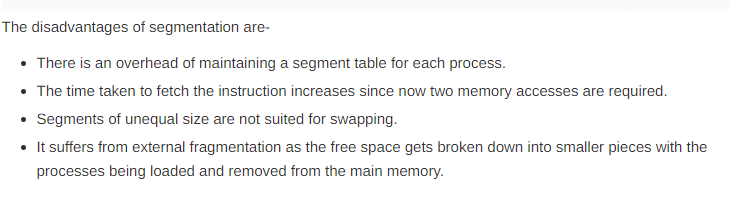 The disadvantages of segmentation are-
• There is an overhead of maintaining a segment table for each process.
• The time taken to fetch the instruction increases since now two memory accesses are required.
• Segments of unequal size are not suited for swapping.
• It suffers from external fragmentation as the free space gets broken down into smaller pieces with the
processes being loaded and removed from the main memory.